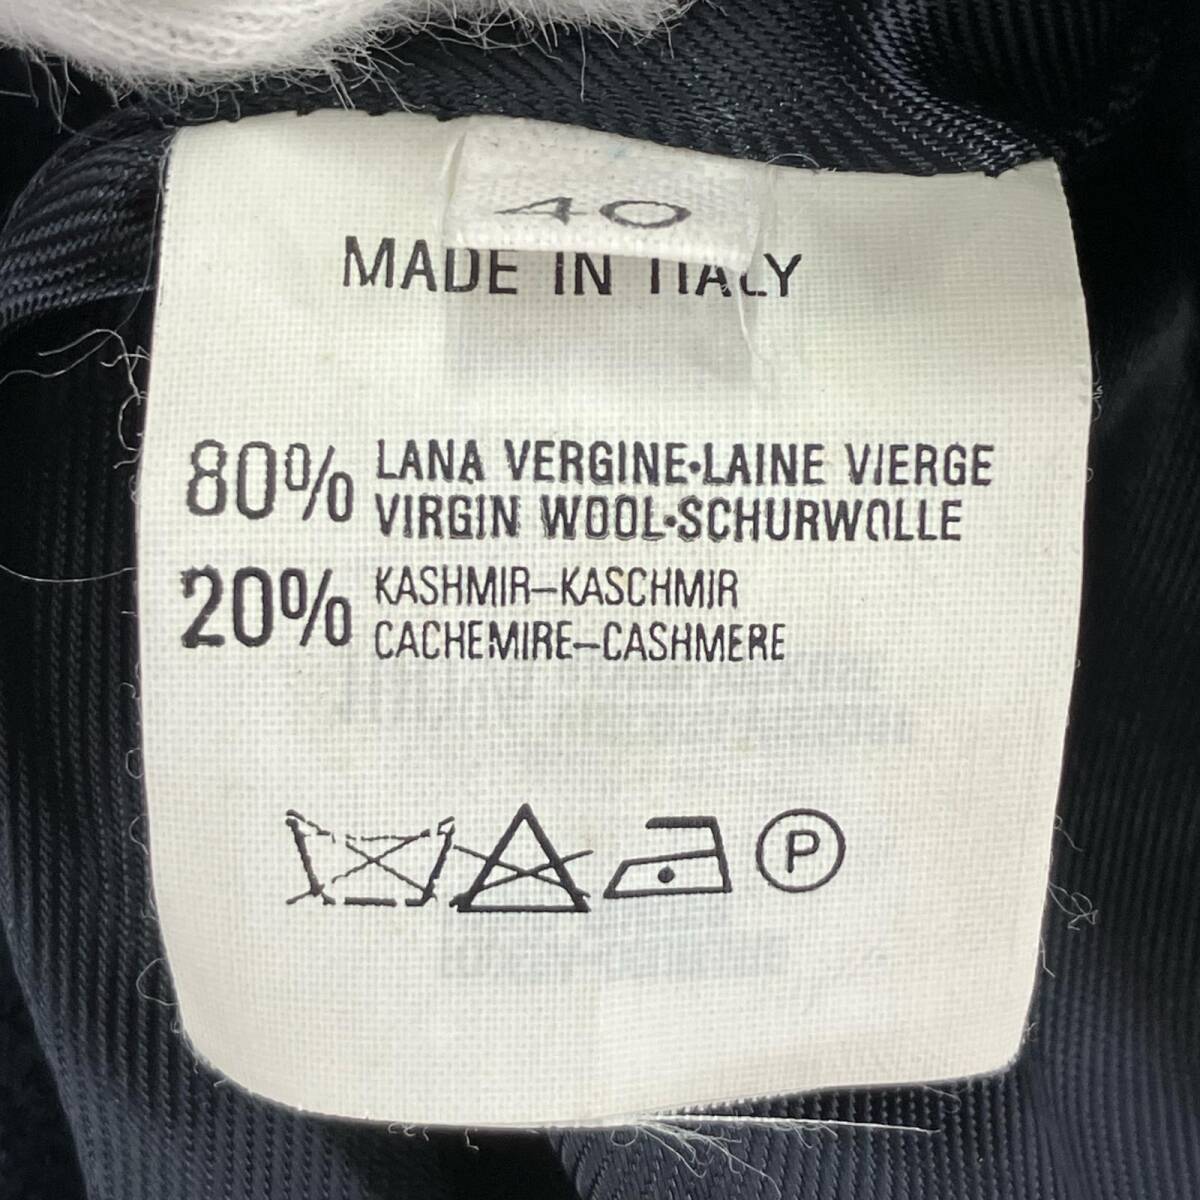 40
MADE IN ITALY
80% LANA VERGINE•LAINE VIERGE
VIRGIN WOOL•SCHURWOLLE
20% KASHMIR–KASCHMIR
CACHEMIRE–CASHMERE
P